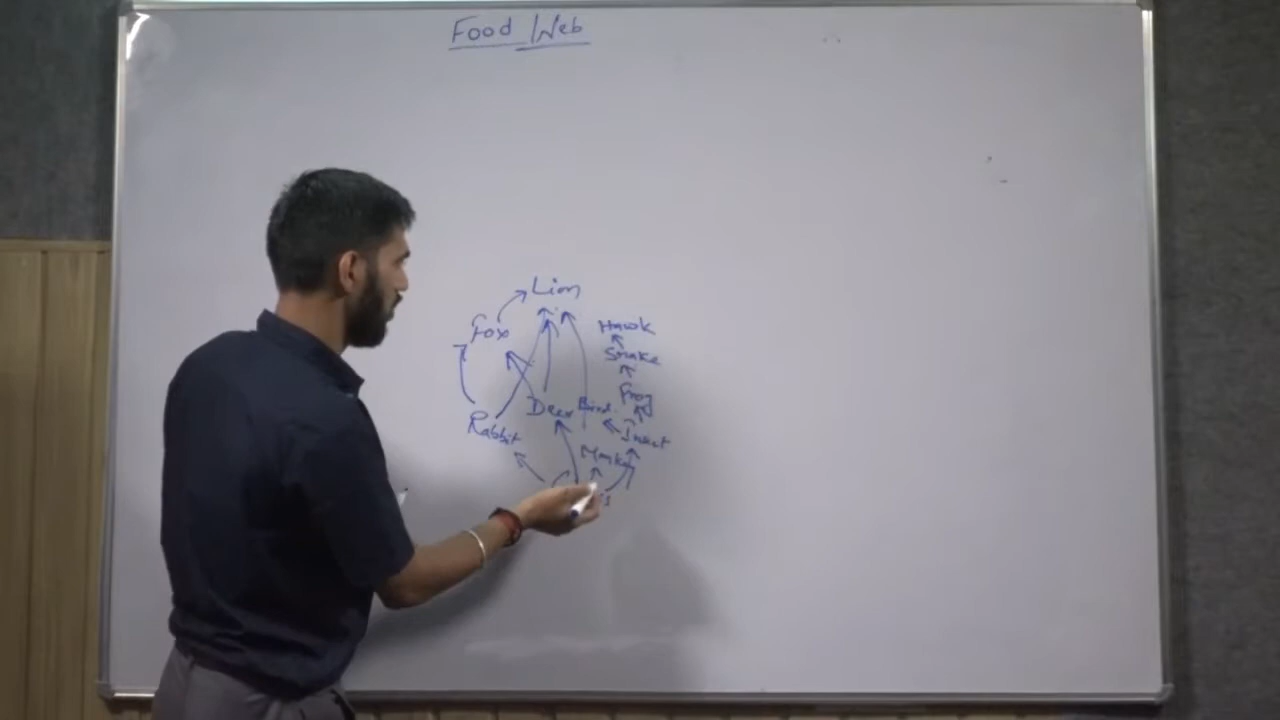 Food Web
Lion
Hawk
Fox
Snake
Frog
Deer Bird
Rabbit
Insect